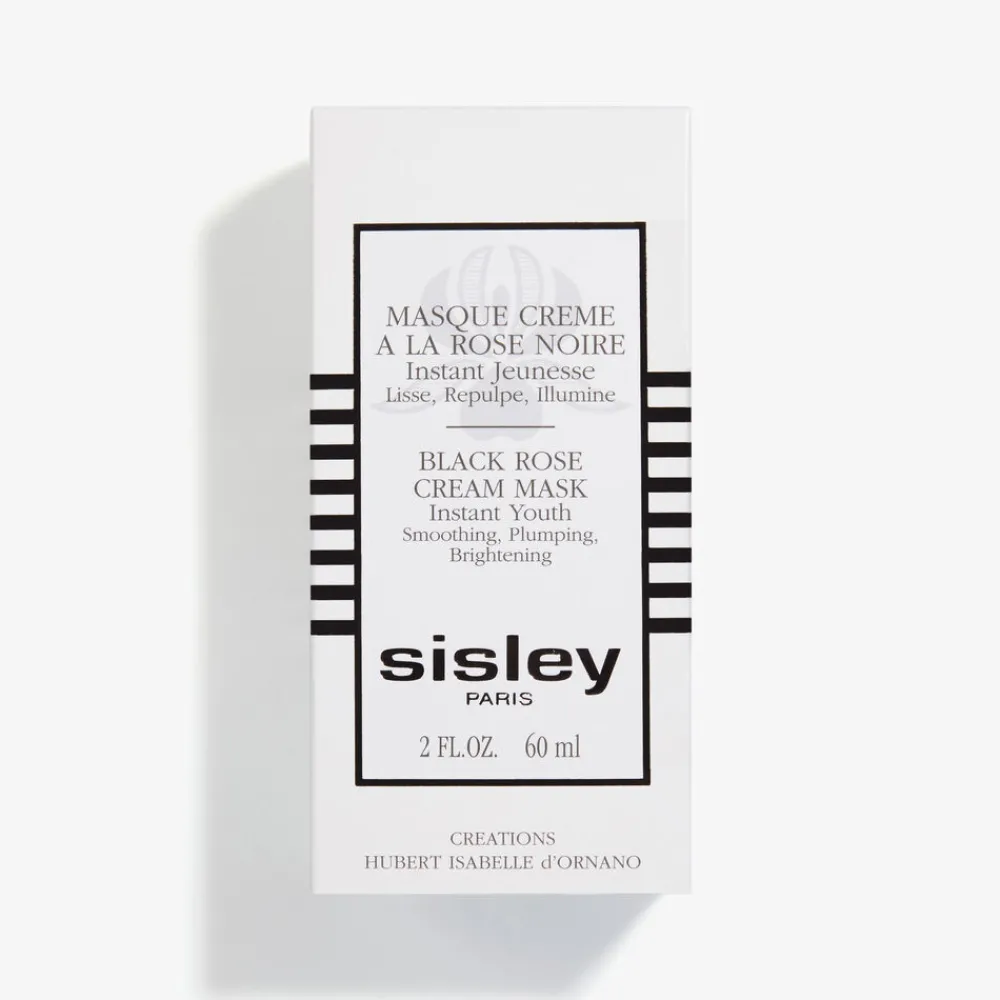 MASQUE CREME
A LA ROSE NOIRE
Instant Jeunesse
Lisse, Repulpe, Illumine
BLACK ROSE
CREAM MASK
Instant Youth
Smoothing, Plumping,
Brightening
sisley
PARIS
2 FL.OZ. 60 ml
CREATIONS
HUBERT ISABELLE d'ORNANO